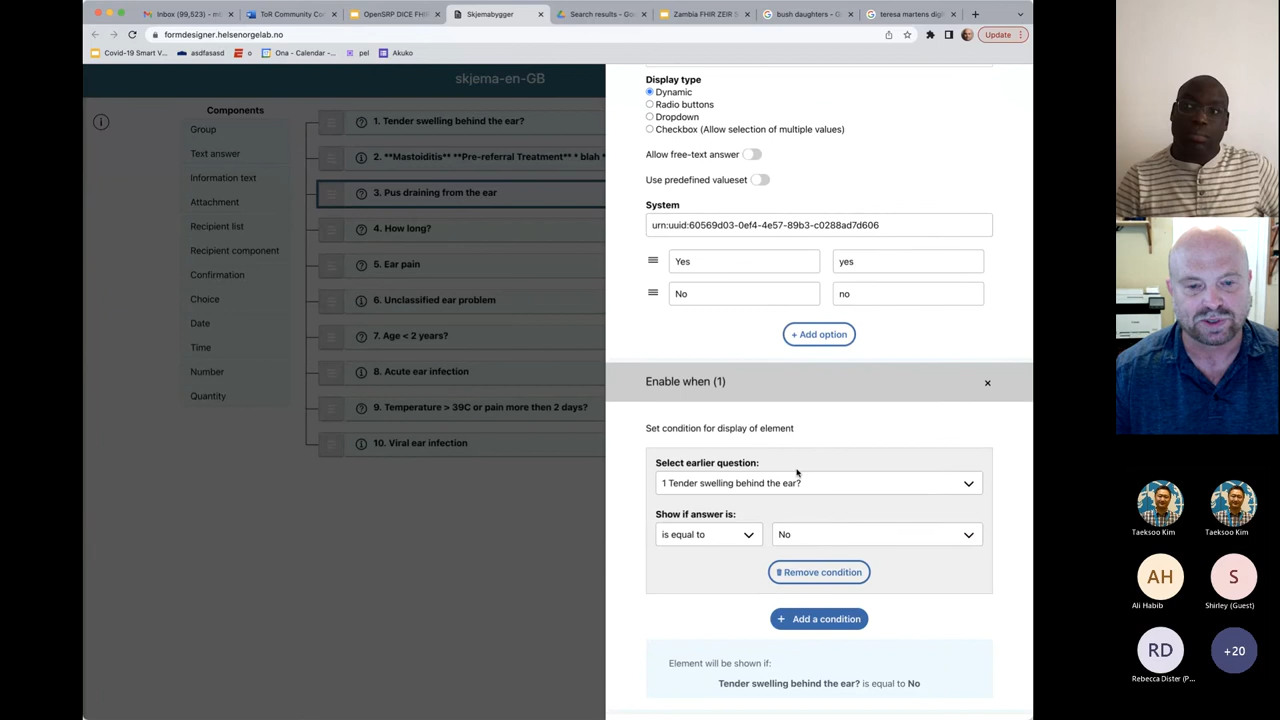 Inbox (99,523) - mc
ToR Community Co
OpenSRP DICE FHIR
Skjemabygger
Search results - Goo
Zambia FHIR ZEIR S
bush daughters - G
teresa martens digi
formdesigner.helsenorgelab.no
Update
Covid-19 Smart V...
asdfasasd
o
Ona - Calendar -...
pel
Akuko
skjema-en-GB
Components
Group
Text answer
Information text
Attachment
Recipient list
Recipient component
Confirmation
Choice
Date
Time
Number
Quantity
1. Tender swelling behind the ear?
2. **Mastoiditis** **Pre-referral Treatment** * blah *
3. Pus draining from the ear
4. How long?
5. Ear pain
6. Unclassified ear problem
7. Age < 2 years?
8. Acute ear infection
9. Temperature > 39C or pain more then 2 days?
10. Viral ear infection
Display type
Dynamic
Radio buttons
Dropdown
Checkbox (Allow selection of multiple values)
Allow free-text answer
Use predefined valueset
System
urn:uuid:60569d03-0ef4-4e57-89b3-c0288ad7d606
Yes yes
No no
+ Add option
Enable when (1)
Set condition for display of element
Select earlier question:
1 Tender swelling behind the ear?
Show if answer is:
is equal to No
Remove condition
+ Add a condition
Element will be shown if:
Tender swelling behind the ear? is equal to No
Taeksoo Kim Taeksoo Kim
AH S
Ali Habib Shirley (Guest)
RD +20
Rebecca Dister (P...